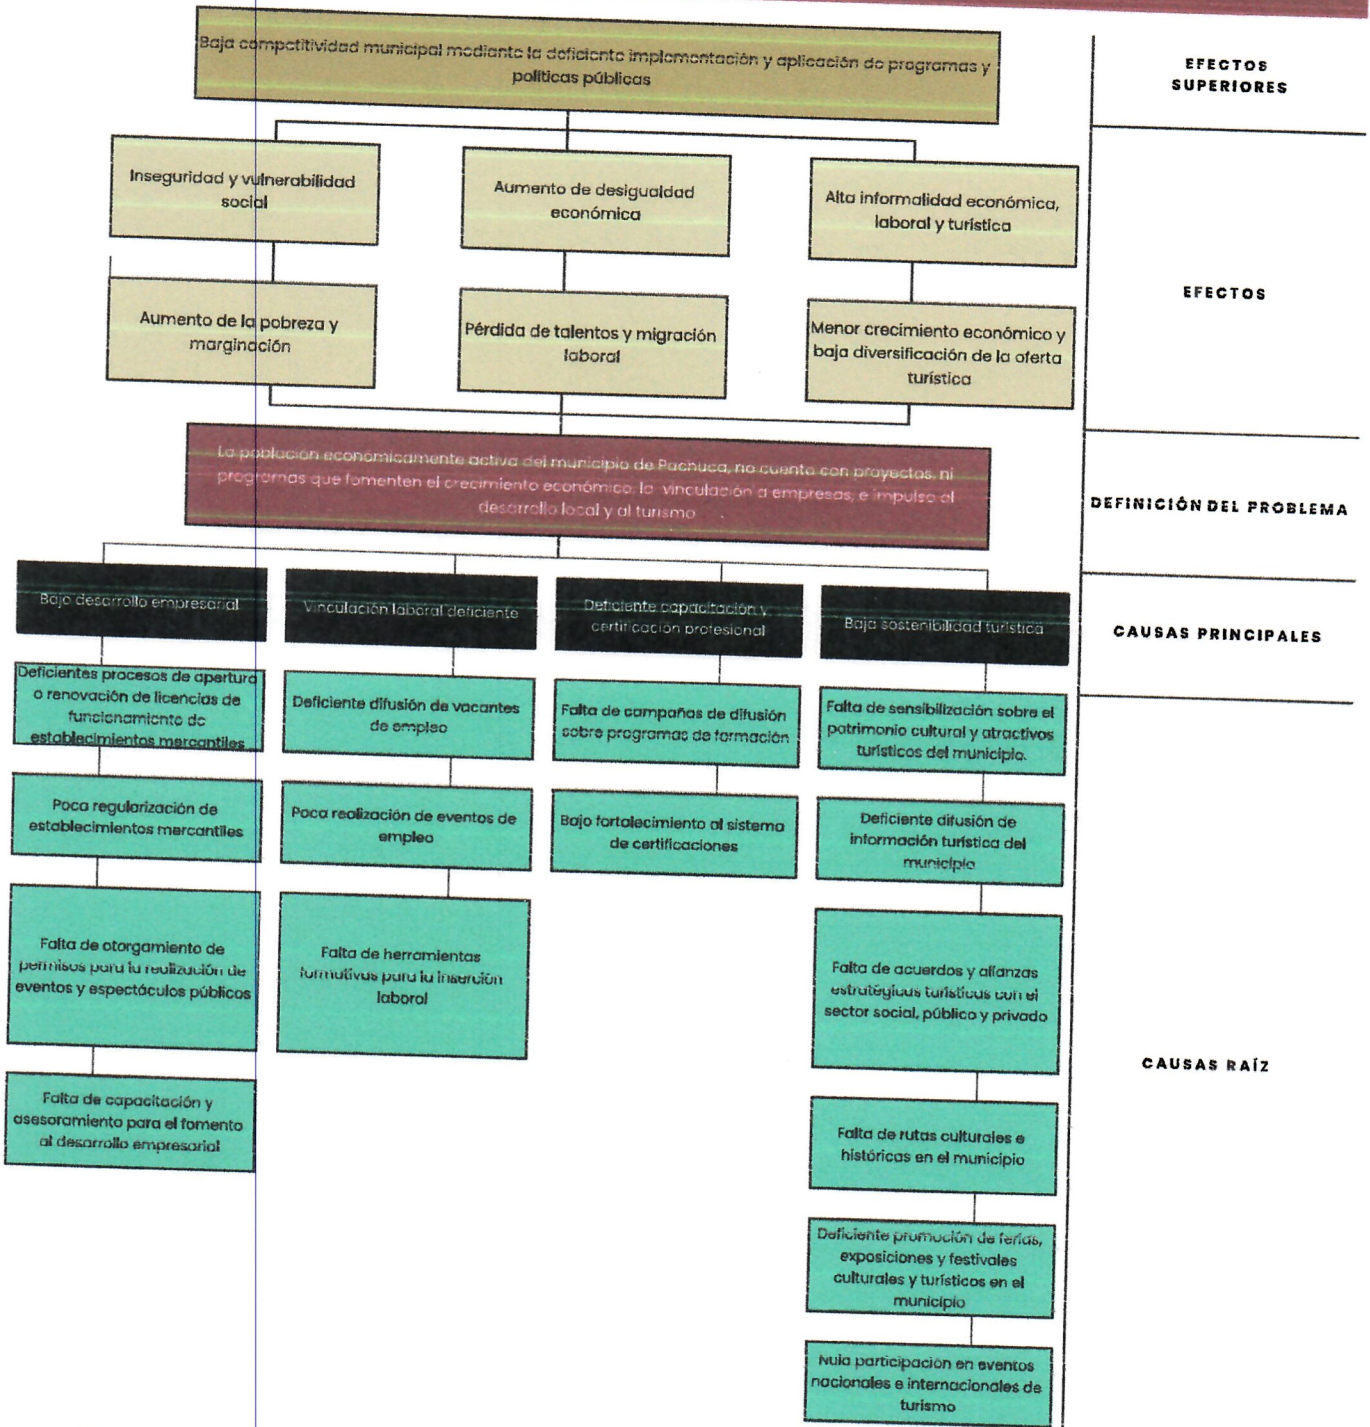 Baja competitividad municipal mediante la deficiente implementación y aplicación de programas y
políticas públicas
EFECTOS
SUPERIORES
Inseguridad y vulnerabilidad
social
Aumento de desigualdad
económica
Alta informalidad económica,
laboral y turística
EFECTOS
Aumento de la pobreza y
marginación
Pérdida de talentos y migración
laboral
Menor crecimiento económico y
baja diversificación de la oferta
turística
La población económicamente activa del municipio de Pachuca, no cuenta con proyectos, ni
programas que fomenten el crecimiento económico, la vinculación a empresas, e impulso al
desarrollo local y al turismo
DEFINICIÓN DEL PROBLEMA
Bajo desarrollo empresarial
Vinculación laboral deficiente
Deficiente capacitación y
certificación profesional
Baja sostenibilidad turística
CAUSAS PRINCIPALES
Deficientes procesos de apertura
o renovación de licencias de
funcionamiento de
establecimientos mercantiles
Poca regularización de
establecimientos mercantiles
Falta de otorgamiento de
permisos para la realización de
eventos y espectáculos públicos
Falta de capacitación y
asesoramiento para el fomento
al desarrollo empresarial
Deficiente difusión de vacantes
de empleo
Poca realización de eventos de
empleo
Falta de herramientas
formativas para la inserción
laboral
Falta de campañas de difusión
sobre programas de formación
Bajo fortalecimiento al sistema
de certificaciones
Falta de sensibilización sobre el
patrimonio cultural y atractivos
turísticos del municipio.
Deficiente difusión de
información turística del
municipio
Falta de acuerdos y alianzas
estratégicas turísticas con el
sector social, público y privado
Falta de rutas culturales e
históricas en el municipio
Deficiente promoción de ferias,
exposiciones y festivales
culturales y turísticos en el
municipio
Nula participación en eventos
nacionales e internacionales de
turismo
CAUSAS RAÍZ